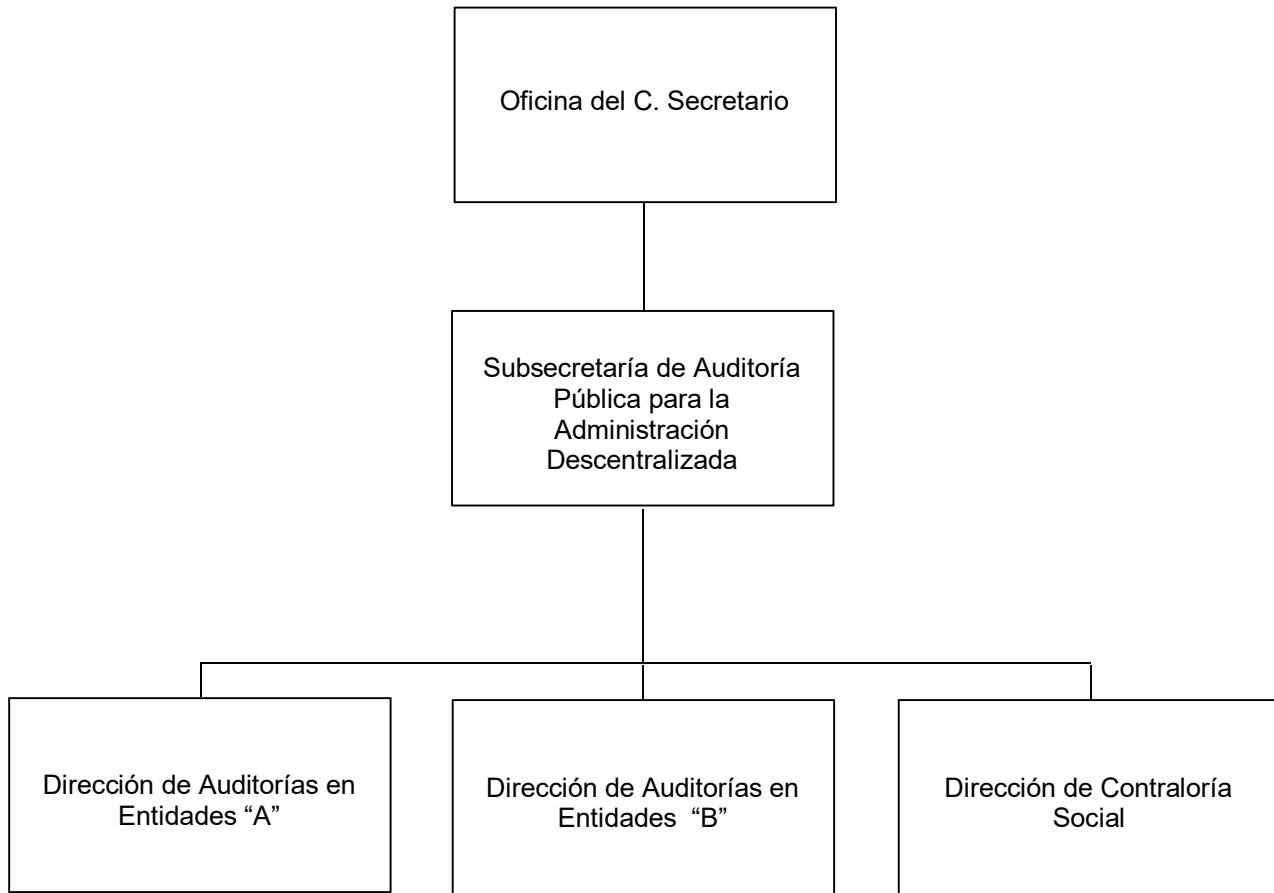 Oficina del C. Secretario
Subsecretaría de Auditoría
Pública para la
Administración
Descentralizada
Dirección de Auditorías en
Entidades “A”
Dirección de Auditorías en
Entidades “B”
Dirección de Contraloría
Social